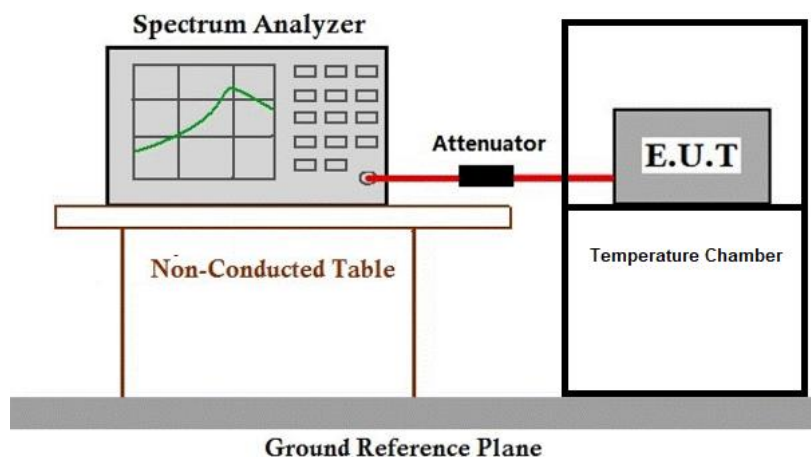 Spectrum Analyzer
Attenuator
E.U.T
Non-Conducted Table
Temperature Chamber
Ground Reference Plane